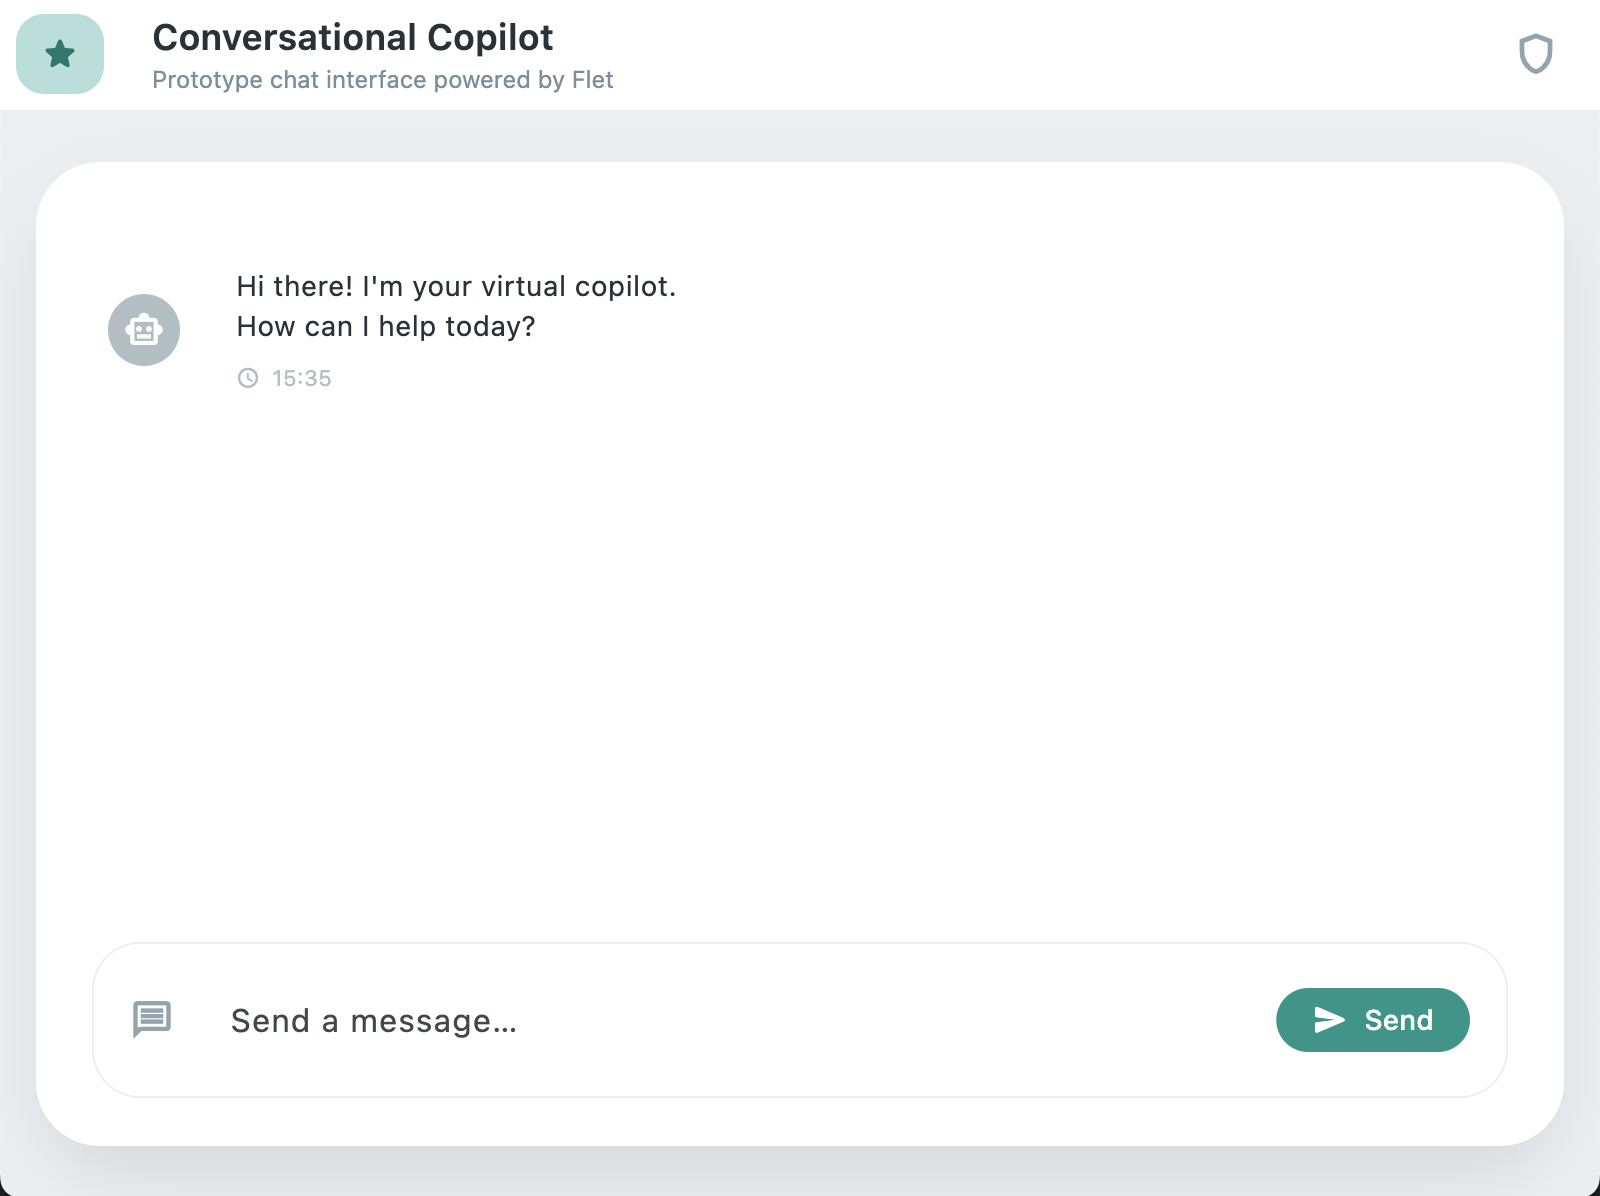 Conversational Copilot
Prototype chat interface powered by Flet
Hi there! I'm your virtual copilot.
How can I help today?
15:35
Send a message...
Send